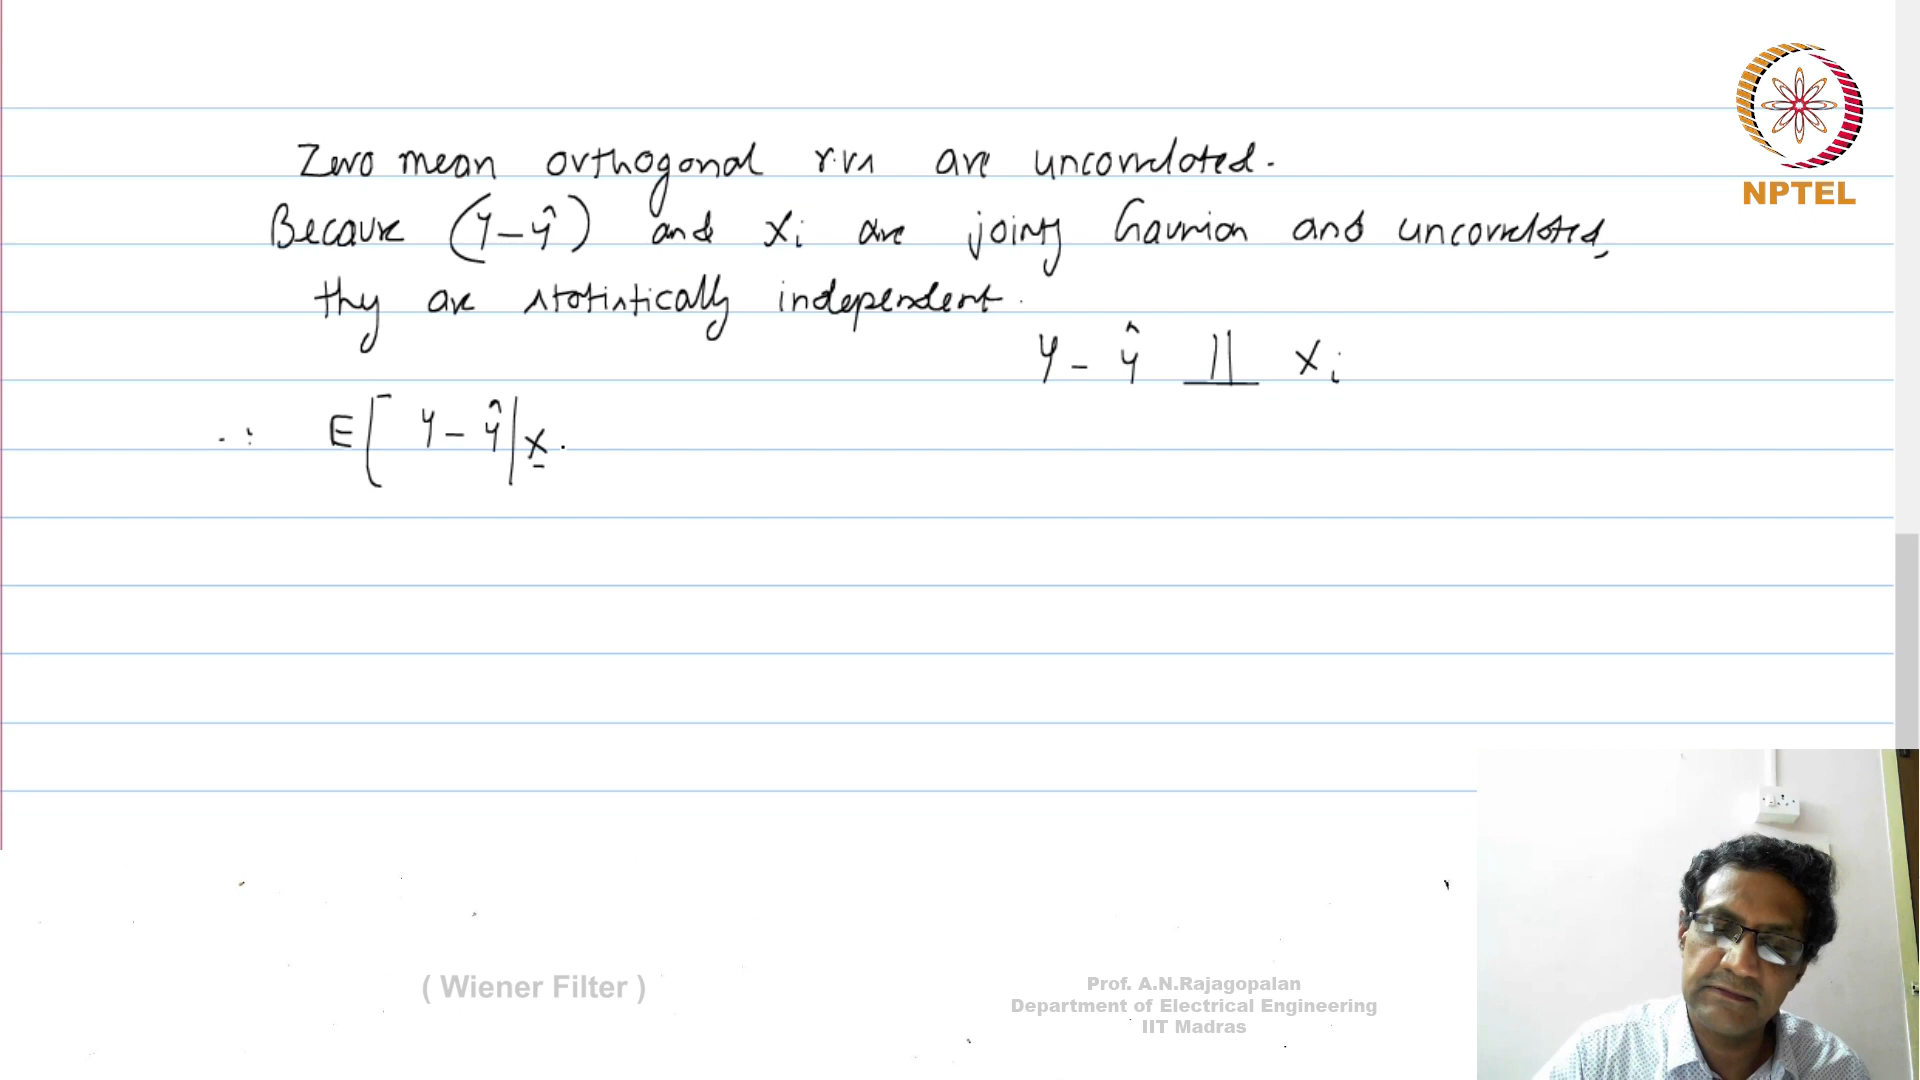 NPTEL
Zero mean orthogonal r.vs are uncorrelated.
Because (Y-Ŷ) and Xi are jointly Gaussian and uncorrelated,
they are statistically independent.
Y - Ŷ ⫫ Xi
∴ E[ Y - Ŷ | X
( Wiener Filter )
Prof. A.N.Rajagopalan
Department of Electrical Engineering
IIT Madras